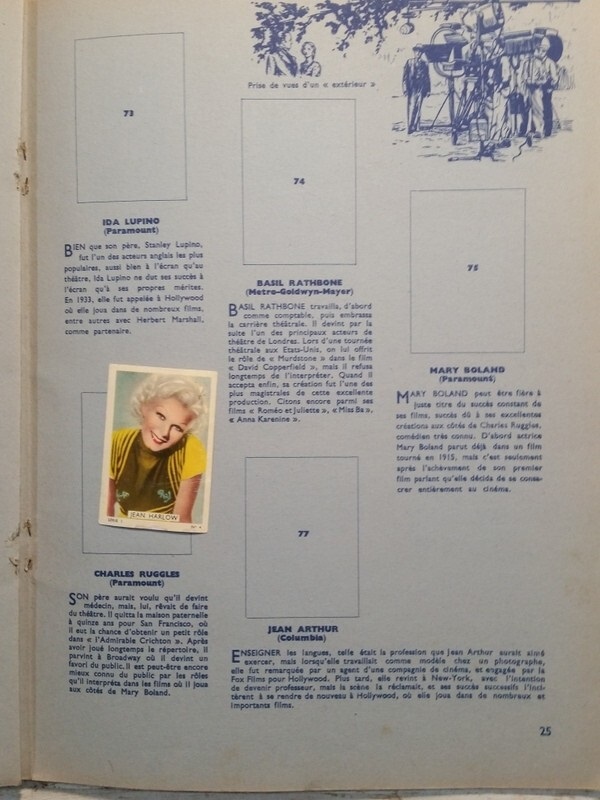 73
IDA LUPINO
(Paramount)
BIEN que son père, Stanley Lupino,
fut l'un des acteurs anglais les plus
populaires, aussi bien à l'écran qu'au
théâtre, Ida Lupino ne dut ses succès à
l'écran qu'à ses propres mérites.
En 1933, elle fut appelée à Hollywood
où elle joua dans de nombreux films,
entre autres avec Herbert Marshall,
comme partenaire.
Prise de vues d'un « extérieur »
74
BASIL RATHBONE
(Metro-Goldwyn-Mayer)
BASIL RATHBONE travailla, d'abord
comme comptable, puis embrassa
la carrière théâtrale. Il devint par la
suite l'un des principaux acteurs de
théâtre de Londres. Lors d'une tournée
théâtrale aux Etats-Unis, on lui offrit
le rôle de « Murdstone » dans le film
« David Copperfield », mais il refusa
longtemps de l'interpréter. Quand il
accepta enfin, sa création fut l'une des
plus magistrales de cette excellente
production. Citons encore parmi ses
films « Roméo et Juliette », « Miss Ba »,
« Anna Karenine ».
75
MARY BOLAND
(Paramount)
MARY BOLAND peut être fière à
juste titre du succès constant de
ses films, succès dû à ses excellentes
créations aux côtés de Charles Ruggles,
comédien très connu. D'abord actrice
Mary Boland parut déjà dans un film
tourné en 1915, mais c'est seulement
après l'achèvement de son premier
film parlant qu'elle décida de se consa-
crer entièrement au cinéma.
JEAN HARLOW
CHARLES RUGGLES
(Paramount)
SON père aurait voulu qu'il devint
médecin, mais, lui, rêvait de faire
du théâtre. Il quitta la maison paternelle
à quinze ans pour San Francisco, où
il eut la chance d'obtenir un petit rôle
dans « l'Admirable Crichton ». Après
avoir joué longtemps le répertoire, il
parvint à Broadway où il devint un
favori du public. Il est peut-être encore
mieux connu du public par les rôles
qu'il interpréta dans les films où il joua
aux côtés de Mary Boland.
77
JEAN ARTHUR
(Columbia)
ENSEIGNER les langues, telle était la profession que Jean Arthur aurait aimé
exercer, mais lorsqu'elle travaillait comme modèle chez un photographe,
elle fut remarquée par un agent d'une compagnie de cinéma, et engagée par la
Fox Films pour Hollywood. Plus tard, elle revint à New-York, avec l'intention
de devenir professeur, mais la scène la réclamait, et ses succès successifs l'inci-
tèrent à se rendre de nouveau à Hollywood, où elle joua dans de nombreux et
importants films.
25